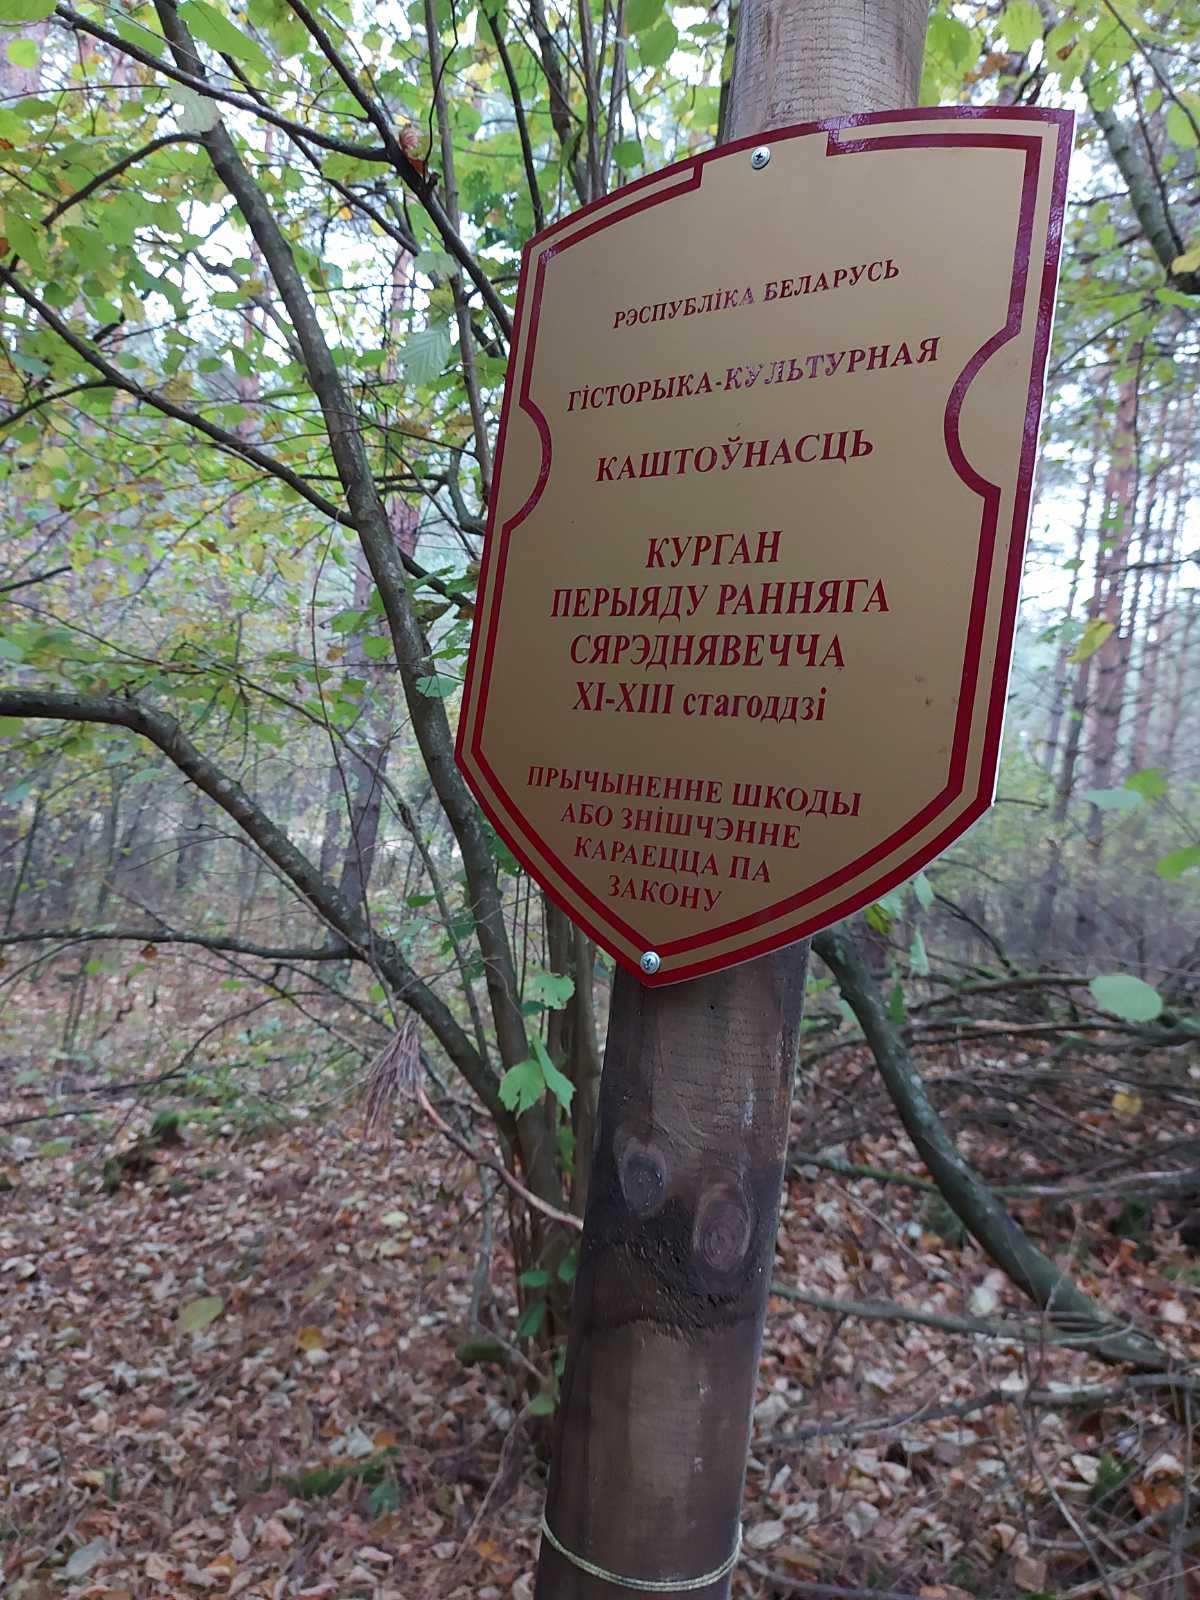 РЭСПУБЛІКА БЕЛАРУСЬ
ГІСТОРЫКА-КУЛЬТУРНАЯ
КАШТОЎНАСЦЬ
КУРГАН
ПЕРЫЯДУ РАННЯГА
СЯРЭДНЯВЕЧЧА
XI-XIII стагоддзі
ПРЫЧЫНЕННЕ ШКОДЫ
АБО ЗНІШЧЭННЕ
КАРАЕЦЦА ПА
ЗАКОНУ